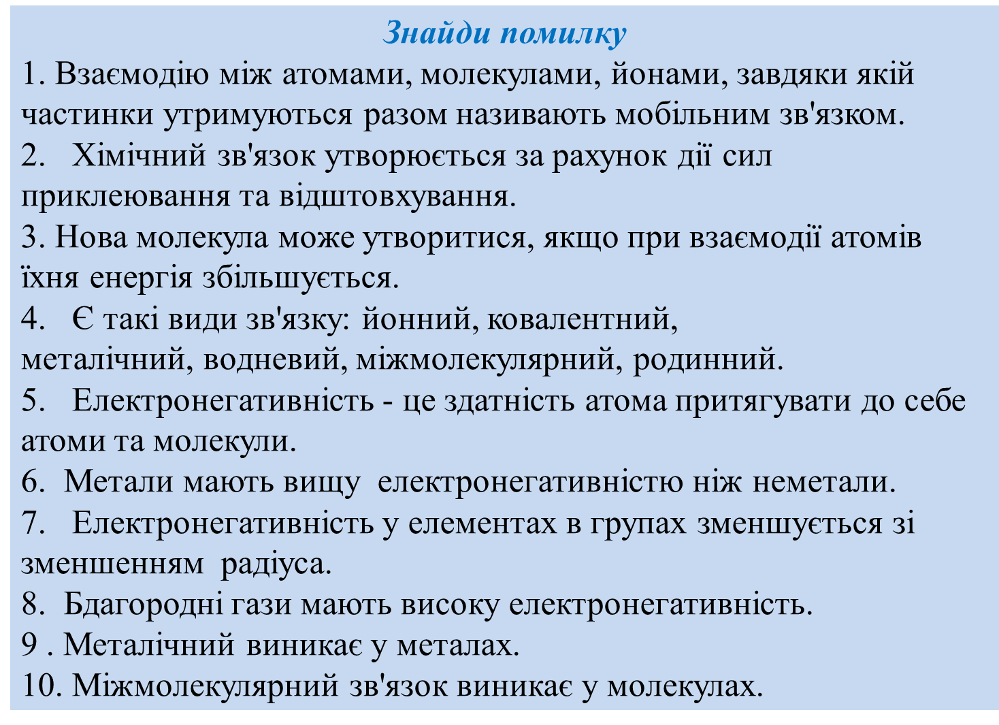 Знайди помилку
1. Взаємодію між атомами, молекулами, йонами, завдяки якій
частинки утримуються разом називають мобільним зв'язком.
2. Хімічний зв'язок утворюється за рахунок дії сил
приклеювання та відштовхування.
3. Нова молекула може утворитися, якщо при взаємодії атомів
їхня енергія збільшується.
4. Є такі види зв'язку: йонний, ковалентний,
металічний, водневий, міжмолекулярний, родинний.
5. Електронегативність - це здатність атома притягувати до себе
атоми та молекули.
6. Метали мають вищу електронегативністю ніж неметали.
7. Електронегативність у елементах в групах зменшується зі
зменшенням радіуса.
8. Бдагородні гази мають високу електронегативність.
9 . Металічний виникає у металах.
10. Міжмолекулярний зв'язок виникає у молекулах.